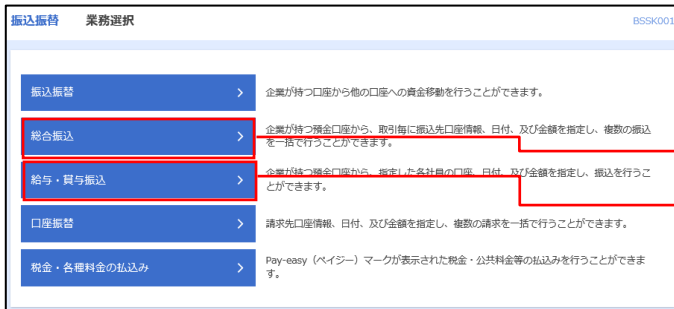 振込振替 業務選択 BSSK001
振込振替
企業が持つ口座から他の口座への資金移動を行うことができます。
総合振込
企業が持つ預金口座から、取引毎に振込先口座情報、日付、及び金額を指定し、複数の振込
を一括で行うことができます。
給与・賞与振込
企業が持つ預金口座から、指定した各社員の口座、日付、及び金額を指定し、振込を行うこ
とができます。
口座振替
請求先口座情報、日付、及び金額を指定し、複数の請求を一括で行うことができます。
税金・各種料金の払込み
Pay-easy（ペイジー）マークが表示された税金・公共料金等の払込みを行うことができま
す。